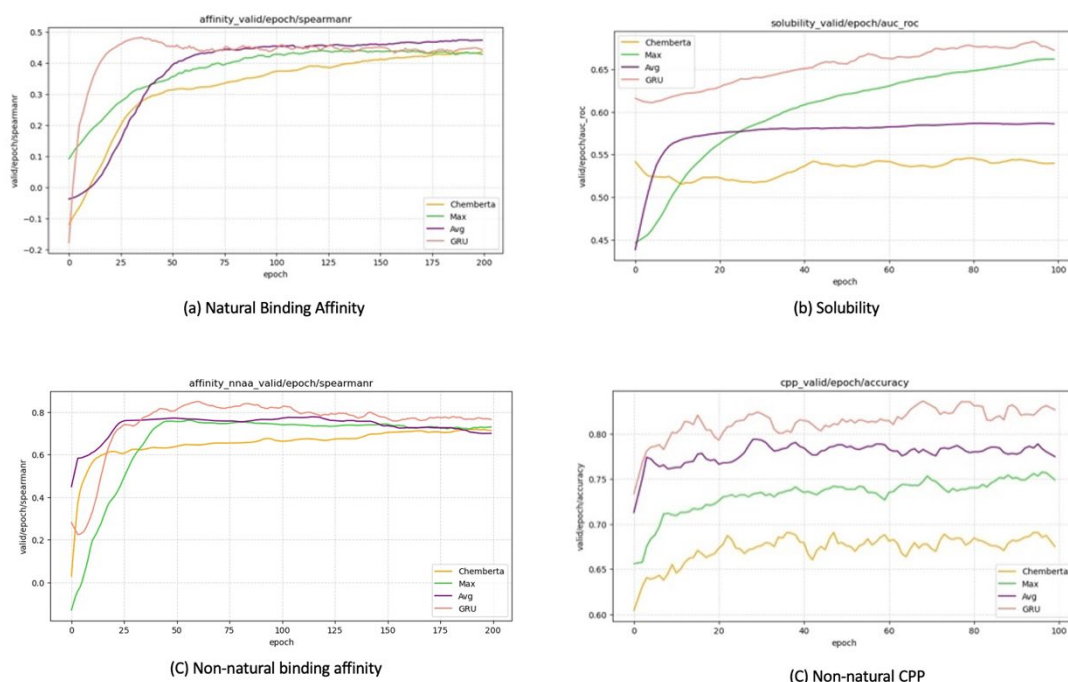 affinity_valid/epoch/spearmanr
valid/epoch/spearmanr
0.5
0.4
0.3
0.2
0.1
0.0
−0.1
−0.2
Chemberta
Max
Avg
GRU
0 25 50 75 100 125 150 175 200
epoch
(a) Natural Binding Affinity
solubility_valid/epoch/auc_roc
valid/epoch/auc_roc
Chemberta
Max
Avg
GRU
0.65
0.60
0.55
0.50
0.45
0 20 40 60 80 100
epoch
(b) Solubility
affinity_nnaa_valid/epoch/spearmanr
valid/epoch/spearmanr
0.8
0.6
0.4
0.2
0.0
Chemberta
Max
Avg
GRU
0 25 50 75 100 125 150 175 200
epoch
(C) Non-natural binding affinity
cpp_valid/epoch/accuracy
valid/epoch/accuracy
0.80
0.75
0.70
0.65
0.60
Chemberta
Max
Avg
GRU
0 20 40 60 80 100
epoch
(C) Non-natural CPP